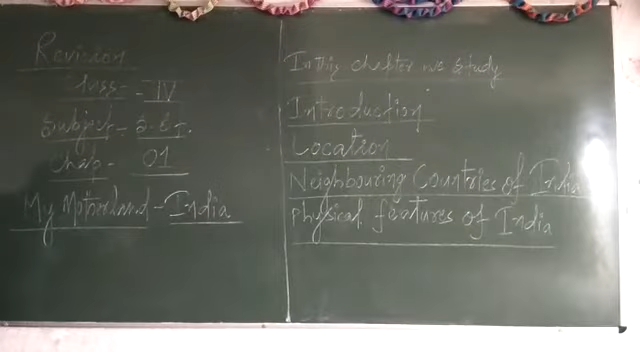 Revision
Class - IV
Subject - S.St.
Chap - 01
My Motherland - India
In this chapter we study
Introduction
Location
Neighbouring Countries of India
physical features of India